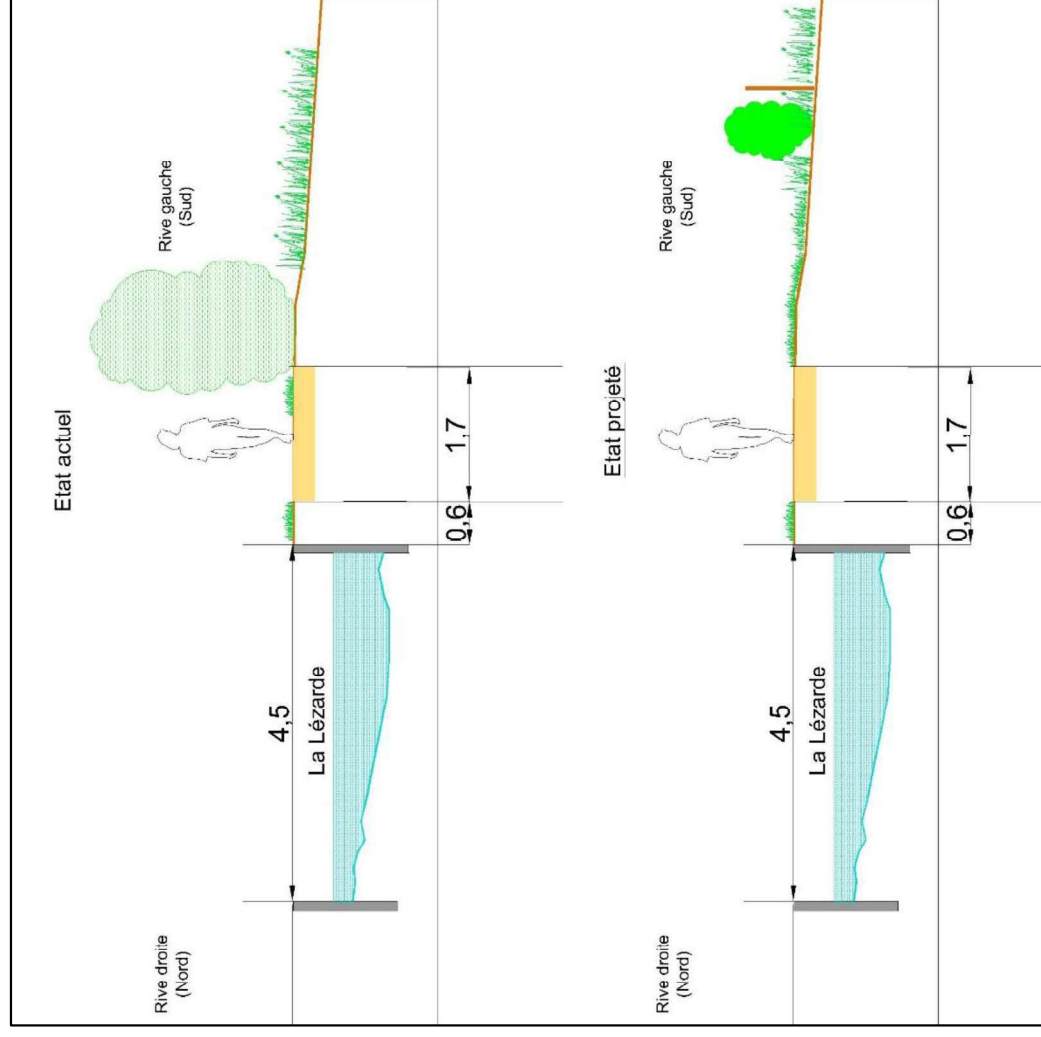 Etat actuel
Rive droite
(Nord)
Rive gauche
(Sud)
4,5
La Lézarde
0,6
1,7
Etat projeté
Rive droite
(Nord)
Rive gauche
(Sud)
4,5
La Lézarde
0,6
1,7